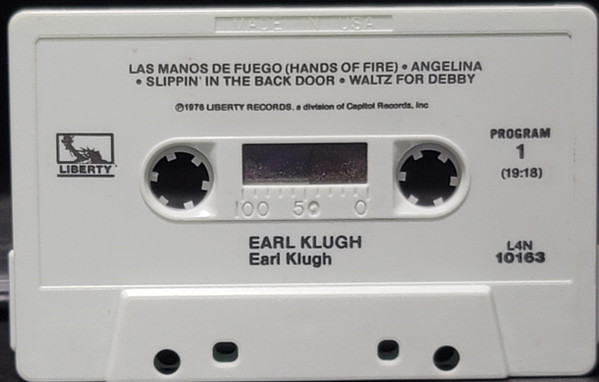 MADE IN USA
LAS MANOS DE FUEGO (HANDS OF FIRE) • ANGELINA
• SLIPPIN' IN THE BACK DOOR • WALTZ FOR DEBBY
℗1976 LIBERTY RECORDS, a division of Capitol Records, Inc
LIBERTY
PROGRAM
1
(19:18)
100 50 0
EARL KLUGH
Earl Klugh
L4N
10163